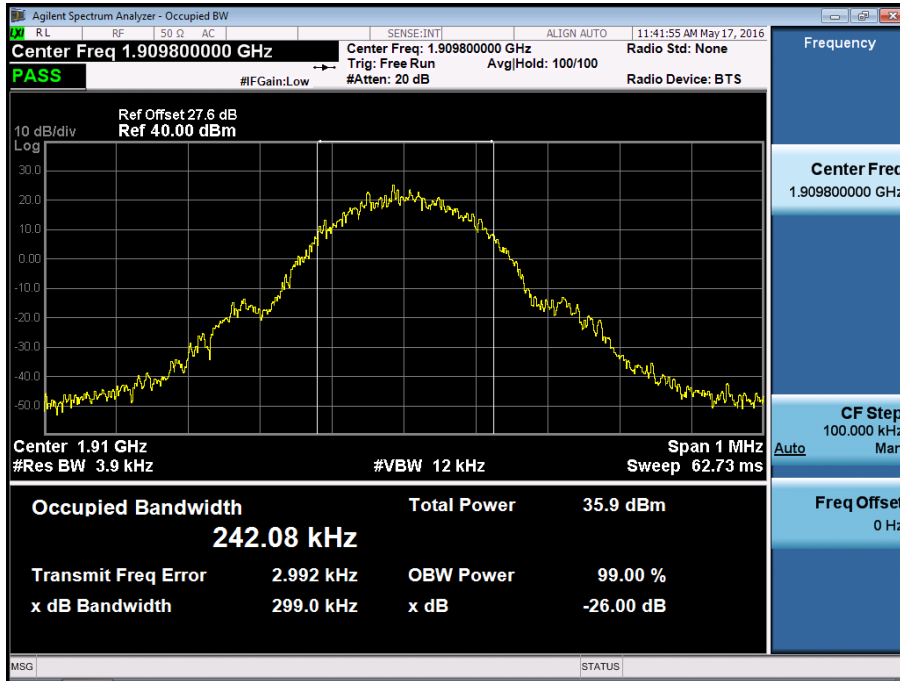 Agilent Spectrum Analyzer - Occupied BW
LXI RL RF 50 Ω AC SENSE:INT ALIGN AUTO 11:41:55 AM May 17, 2016
Center Freq 1.909800000 GHz
PASS
#IFGain:Low
Center Freq: 1.909800000 GHz
Trig: Free Run Avg|Hold: 100/100
#Atten: 20 dB
Radio Std: None
Radio Device: BTS
Ref Offset 27.6 dB
10 dB/div Ref 40.00 dBm
Log
30.0
20.0
10.0
0.00
-10.0
-20.0
-30.0
-40.0
-50.0
Center 1.91 GHz Span 1 MHz
#Res BW 3.9 kHz #VBW 12 kHz Sweep 62.73 ms
Occupied Bandwidth Total Power 35.9 dBm
242.08 kHz
Transmit Freq Error 2.992 kHz OBW Power 99.00 %
x dB Bandwidth 299.0 kHz x dB -26.00 dB
MSG STATUS
Frequency
Center Freq
1.909800000 GHz
CF Step
100.000 kHz
Auto Man
Freq Offset
0 Hz